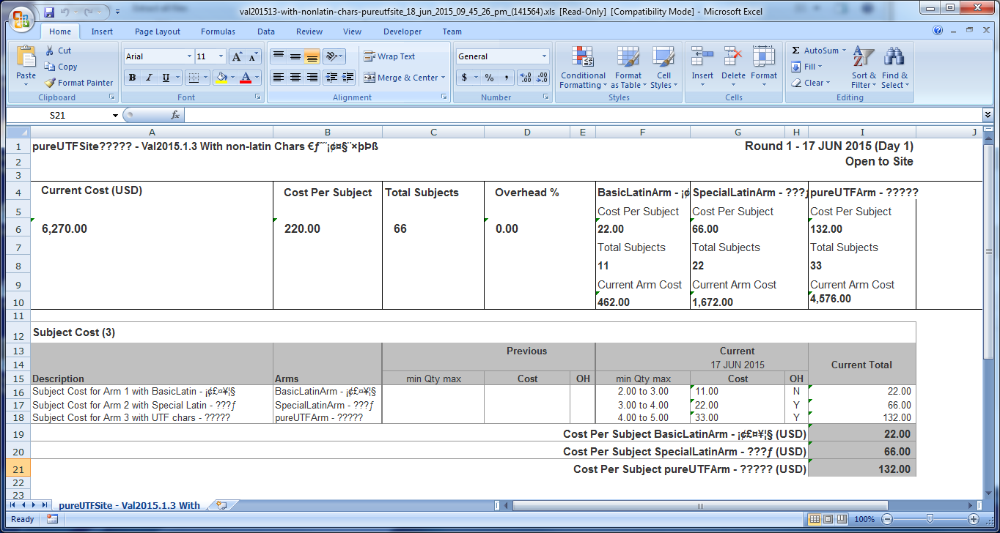 val201513-with-nonlatin-chars-pureutfsite_18_jun_2015_09_45_26_pm_(141564).xls [Read-Only] [Compatibility Mode] - Microsoft Excel
Home Insert Page Layout Formulas Data Review View Developer Team
Paste Cut Copy Format Painter
Clipboard
Arial 11 A A
B I U A
Font
Wrap Text
Merge & Center
Alignment
General
$ % ,
Number
Conditional Formatting
Format as Table
Cell Styles
Styles
Insert Delete Format
Cells
Σ AutoSum
Fill
Clear
Sort & Filter
Find & Select
Editing
S21 fx
A B C D E F G H I J
1 pureUTFSite????? - Val2015.1.3 With non-latin Chars €ƒ¨¨¡¢¤§¨×þÞß Round 1 - 17 JUN 2015 (Day 1)
2 Open to Site
3
4 Current Cost (USD) Cost Per Subject Total Subjects Overhead % BasicLatinArm - ¡¢ SpecialLatinArm - ???ƒ pureUTFArm - ?????
5 Cost Per Subject Cost Per Subject Cost Per Subject
6 6,270.00 220.00 66 0.00 22.00 66.00 132.00
7 Total Subjects Total Subjects Total Subjects
8 11 22 33
9 Current Arm Cost Current Arm Cost Current Arm Cost
10 462.00 1,672.00 4,576.00
11
12 Subject Cost (3)
13 Previous Current
14 17 JUN 2015 Current Total
15 Description Arms min Qty max Cost OH min Qty max Cost OH
16 Subject Cost for Arm 1 with BasicLatin - ¡¢£¤¥¦§ BasicLatinArm - ¡¢£¤¥¦§ 2.00 to 3.00 11.00 N 22.00
17 Subject Cost for Arm 2 with Special Latin - ???ƒ SpecialLatinArm - ???ƒ 3.00 to 4.00 22.00 Y 66.00
18 Subject Cost for Arm 3 with UTF chars - ????? pureUTFArm - ????? 4.00 to 5.00 33.00 Y 132.00
19 Cost Per Subject BasicLatinArm - ¡¢£¤¥¦§ (USD) 22.00
20 Cost Per Subject SpecialLatinArm - ???ƒ (USD) 66.00
21 Cost Per Subject pureUTFArm - ????? (USD) 132.00
22
23
pureUTFSite - Val2015.1.3 With
Ready 100%